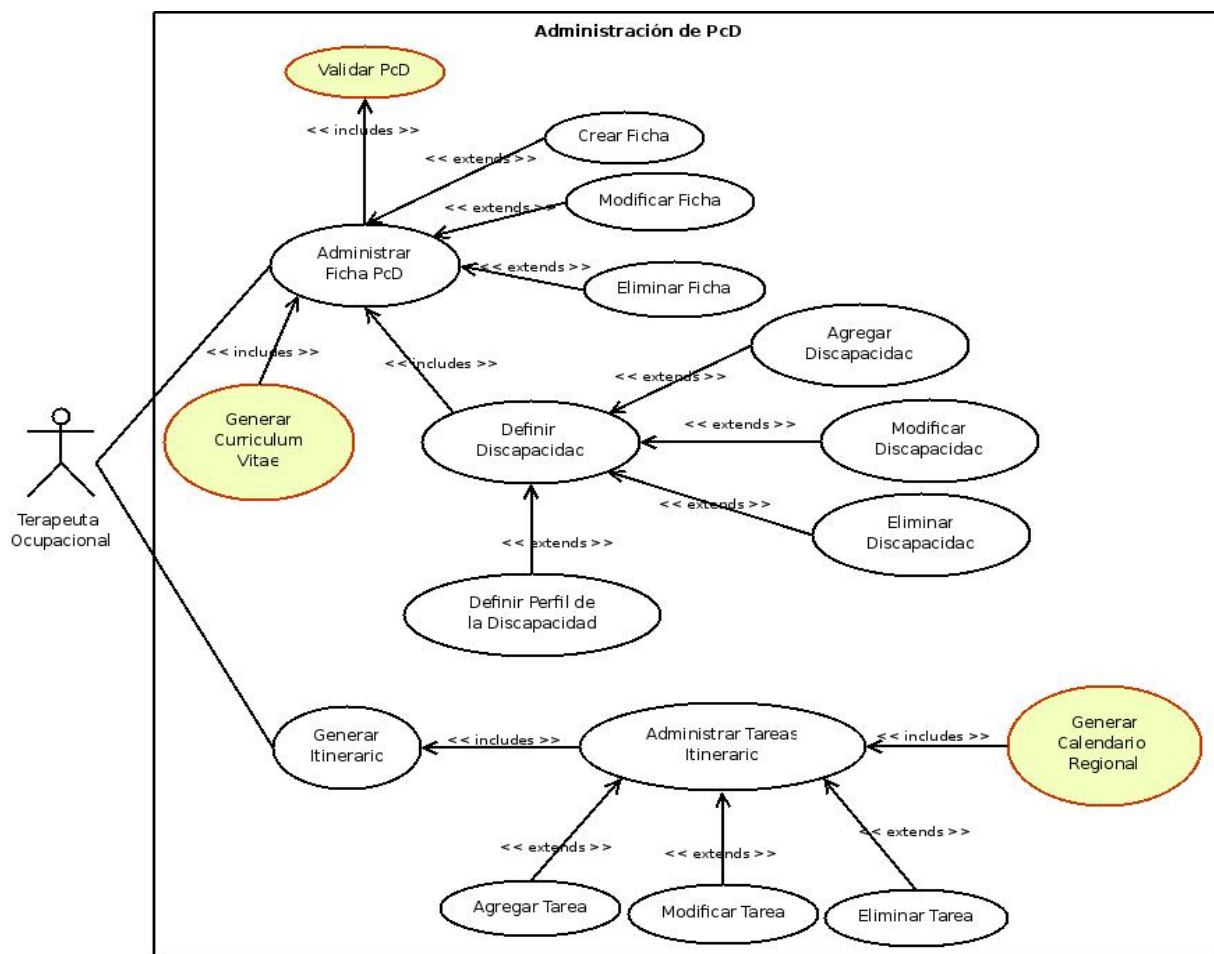 Administración de PcD
Validar PcD
<< includes >>
Crear Ficha
<< extends >>
Modificar Ficha
<< extends >>
Administrar
Ficha PcD
<< extends >>
Eliminar Ficha
<< includes >>
<< includes >>
Agregar
Discapacidac
<< extends >>
Generar
Curriculum
Vitae
Definir
Discapacidac
<< extends >>
Modificar
Discapacidac
<< extends >>
Eliminar
Discapacidac
Terapeuta
Ocupacional
<< extends >>
Definir Perfil de
la Discapacidad
Generar
Itineraric
<< includes >>
Administrar Tareas
Itineraric
<< includes >>
Generar
Calendario
Regional
<< extends >>
<< extends >>
<< extends >>
Agregar Tarea
Modificar Tarea
Eliminar Tarea